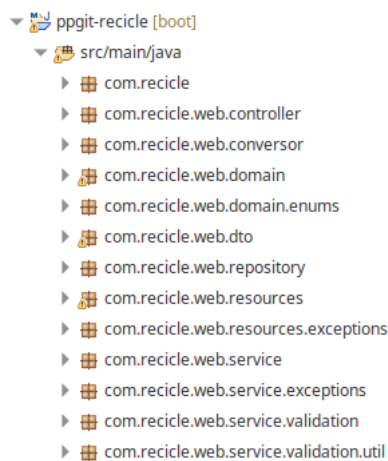 ppgit-recicle [boot]
src/main/java
com.recicle
com.recicle.web.controller
com.recicle.web.conversor
com.recicle.web.domain
com.recicle.web.domain.enums
com.recicle.web.dto
com.recicle.web.repository
com.recicle.web.resources
com.recicle.web.resources.exceptions
com.recicle.web.service
com.recicle.web.service.exceptions
com.recicle.web.service.validation
com.recicle.web.service.validation.util